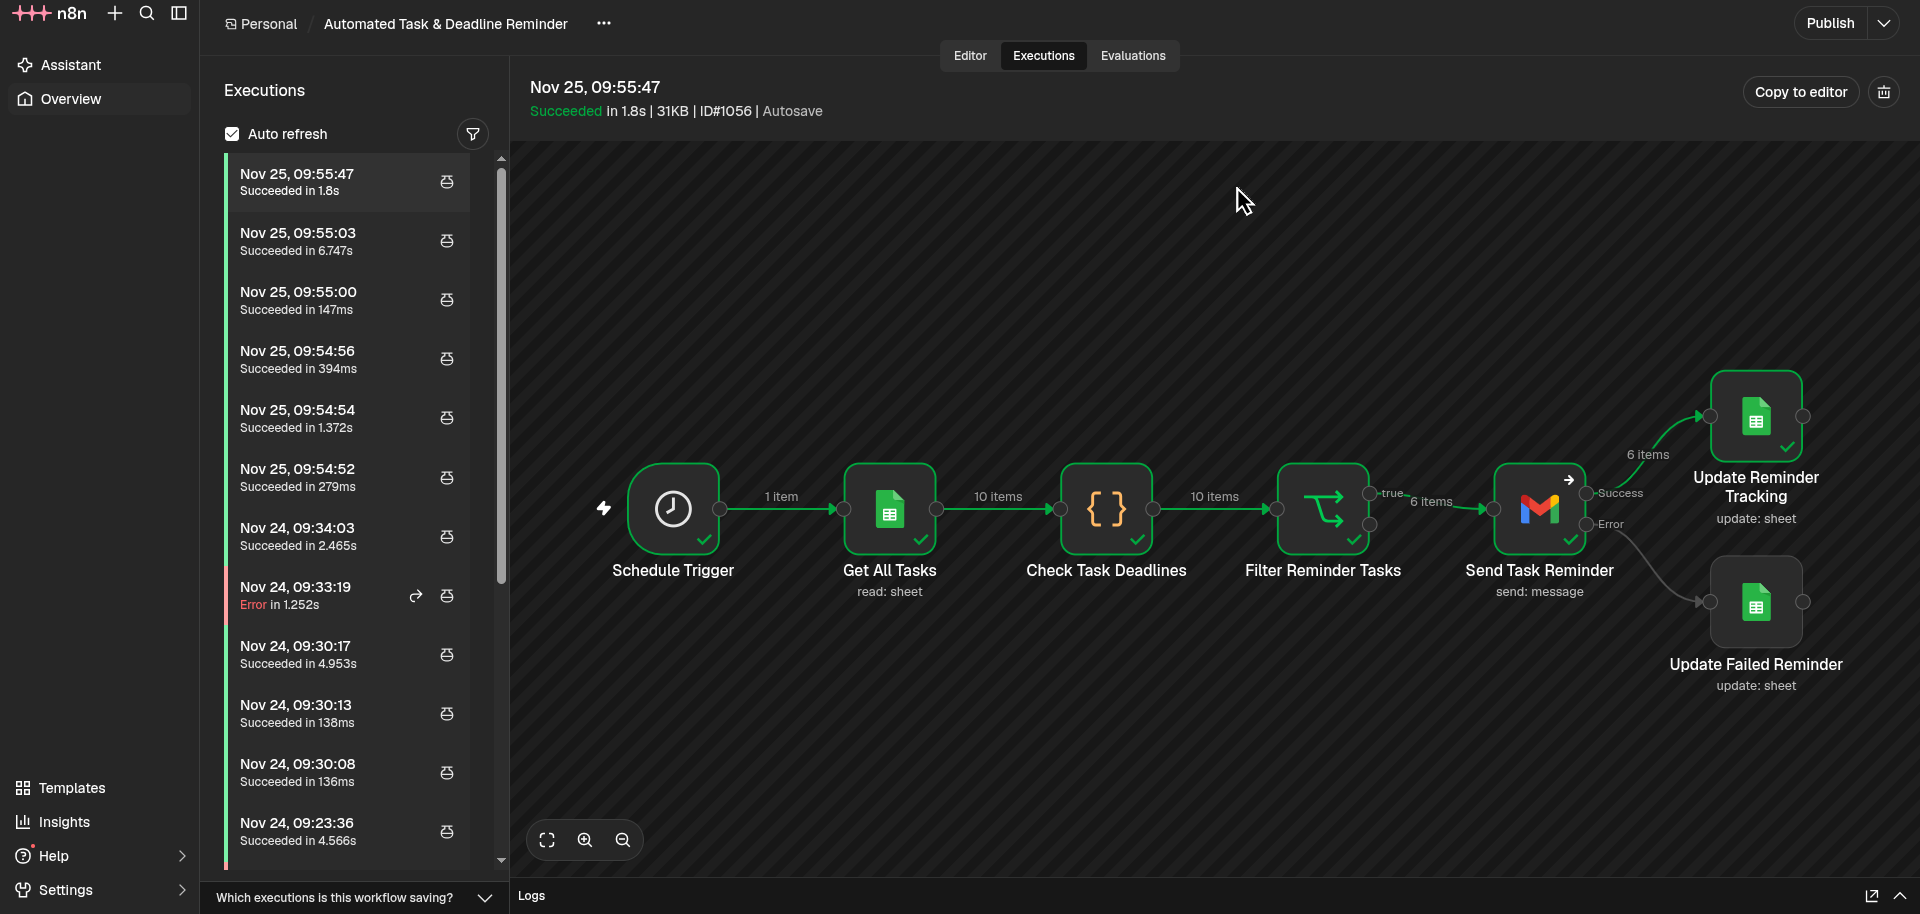 n8n
Assistant
Overview
Templates
Insights
Help
Settings
Personal / Automated Task & Deadline Reminder
Publish
Editor Executions Evaluations
Executions
Auto refresh
Nov 25, 09:55:47
Succeeded in 1.8s
Nov 25, 09:55:03
Succeeded in 6.747s
Nov 25, 09:55:00
Succeeded in 147ms
Nov 25, 09:54:56
Succeeded in 394ms
Nov 25, 09:54:54
Succeeded in 1.372s
Nov 25, 09:54:52
Succeeded in 279ms
Nov 24, 09:34:03
Succeeded in 2.465s
Nov 24, 09:33:19
Error in 1.252s
Nov 24, 09:30:17
Succeeded in 4.953s
Nov 24, 09:30:13
Succeeded in 138ms
Nov 24, 09:30:08
Succeeded in 136ms
Nov 24, 09:23:36
Succeeded in 4.566s
Which executions is this workflow saving?
Nov 25, 09:55:47
Succeeded in 1.8s | 31KB | ID#1056 | Autosave
Copy to editor
Schedule Trigger
1 item
Get All Tasks
read: sheet
10 items
Check Task Deadlines
10 items
Filter Reminder Tasks
true
6 items
Send Task Reminder
send: message
Success
Error
6 items
Update Reminder
Tracking
update: sheet
Update Failed Reminder
update: sheet
Logs